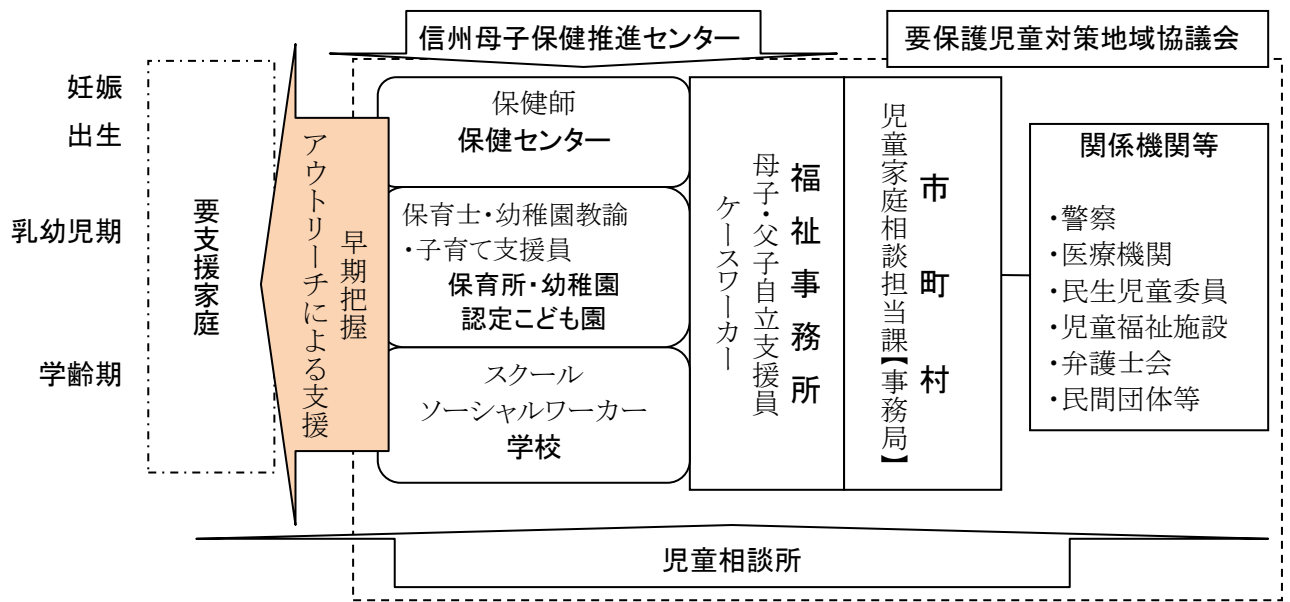 信州母子保健推進センター
要保護児童対策地域協議会
妊娠
出生
乳幼児期
学齢期
要支援家庭
早期把握
アウトリーチによる支援
保健師
保健センター
保育士・幼稚園教諭
・子育て支援員
保育所・幼稚園
認定こども園
スクール
ソーシャルワーカー
学校
福祉事務所
母子・父子自立支援員
ケースワーカー
市町村
児童家庭相談担当課【事務局】
関係機関等
・警察
・医療機関
・民生児童委員
・児童福祉施設
・弁護士会
・民間団体等
児童相談所